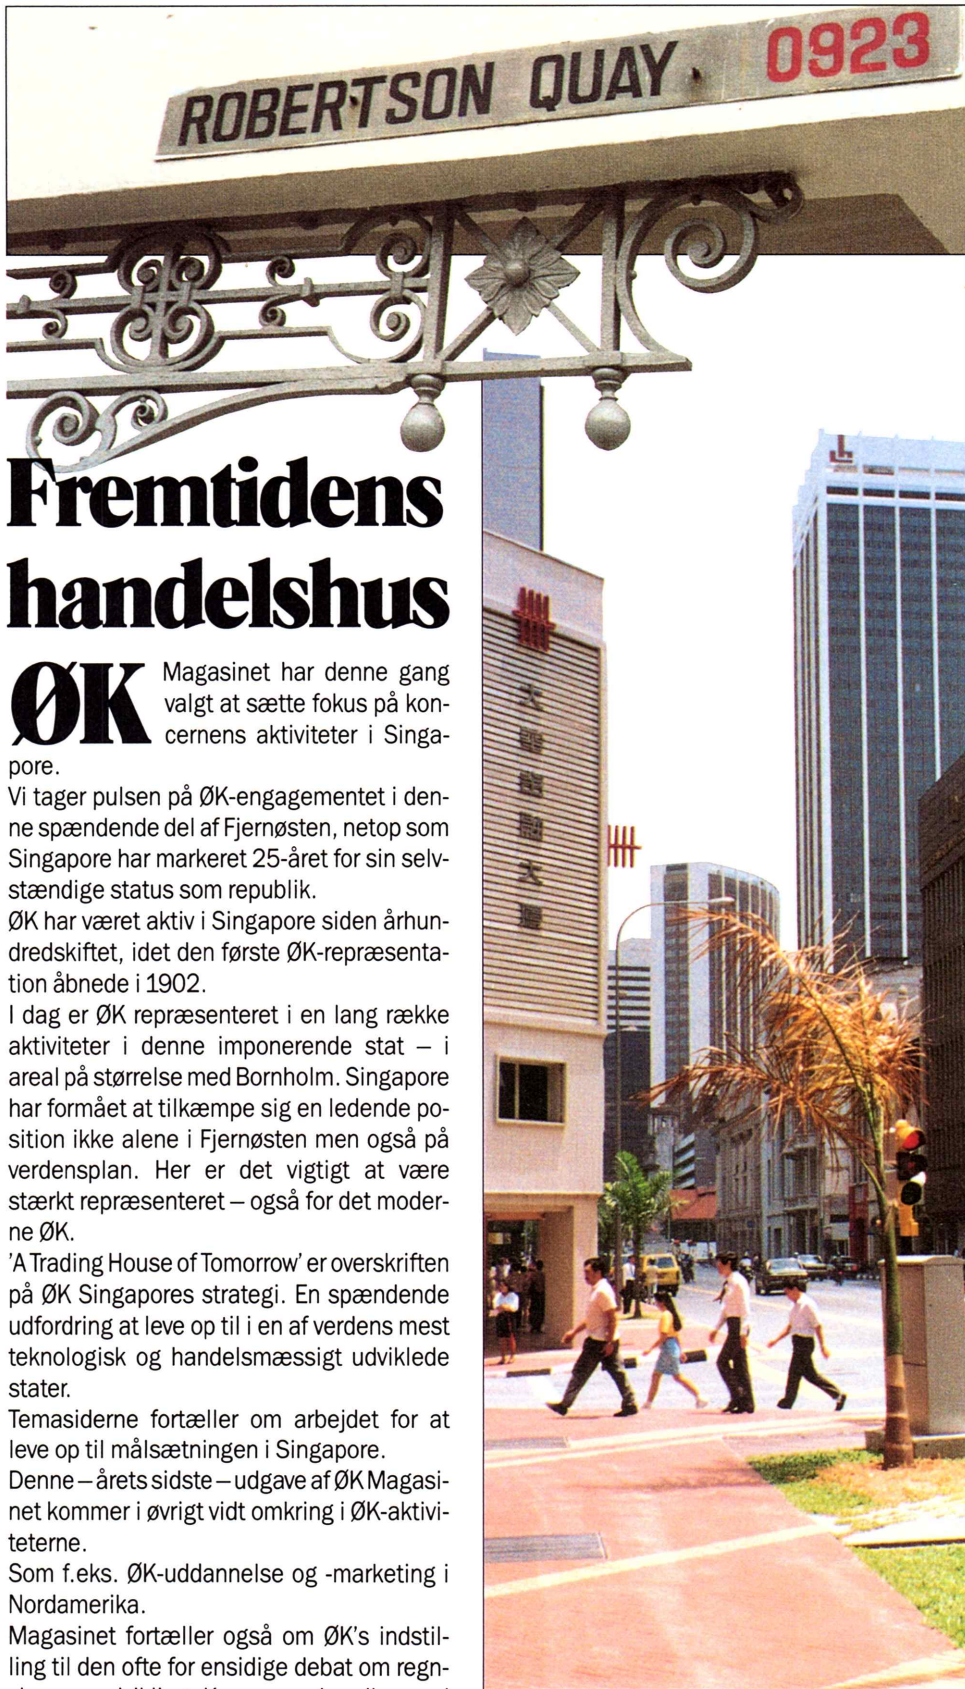 ROBERTSON QUAY 0923
Fremtidens
handelshus
ØK Magasinet har denne gang
valgt at sætte fokus på kon-
cernens aktiviteter i Singa-
pore.
Vi tager pulsen på ØK-engagementet i den-
ne spændende del af Fjernøsten, netop som
Singapore har markeret 25-året for sin selv-
stændige status som republik.
ØK har været aktiv i Singapore siden århun-
dredskiftet, idet den første ØK-repræsenta-
tion åbnede i 1902.
I dag er ØK repræsenteret i en lang række
aktiviteter i denne imponerende stat – i
areal på størrelse med Bornholm. Singapore
har formået at tilkæmpe sig en ledende po-
sition ikke alene i Fjernøsten men også på
verdensplan. Her er det vigtigt at være
stærkt repræsenteret – også for det moder-
ne ØK.
'A Trading House of Tomorrow' er overskriften
på ØK Singapores strategi. En spændende
udfordring at leve op til i en af verdens mest
teknologisk og handelsmæssigt udviklede
stater.
Temasiderne fortæller om arbejdet for at
leve op til målsætningen i Singapore.
Denne – årets sidste – udgave af ØK Magasi-
net kommer i øvrigt vidt omkring i ØK-aktivi-
teterne.
Som f.eks. ØK-uddannelse og -marketing i
Nordamerika.
Magasinet fortæller også om ØK's indstil-
ling til den ofte for ensidige debat om regn-